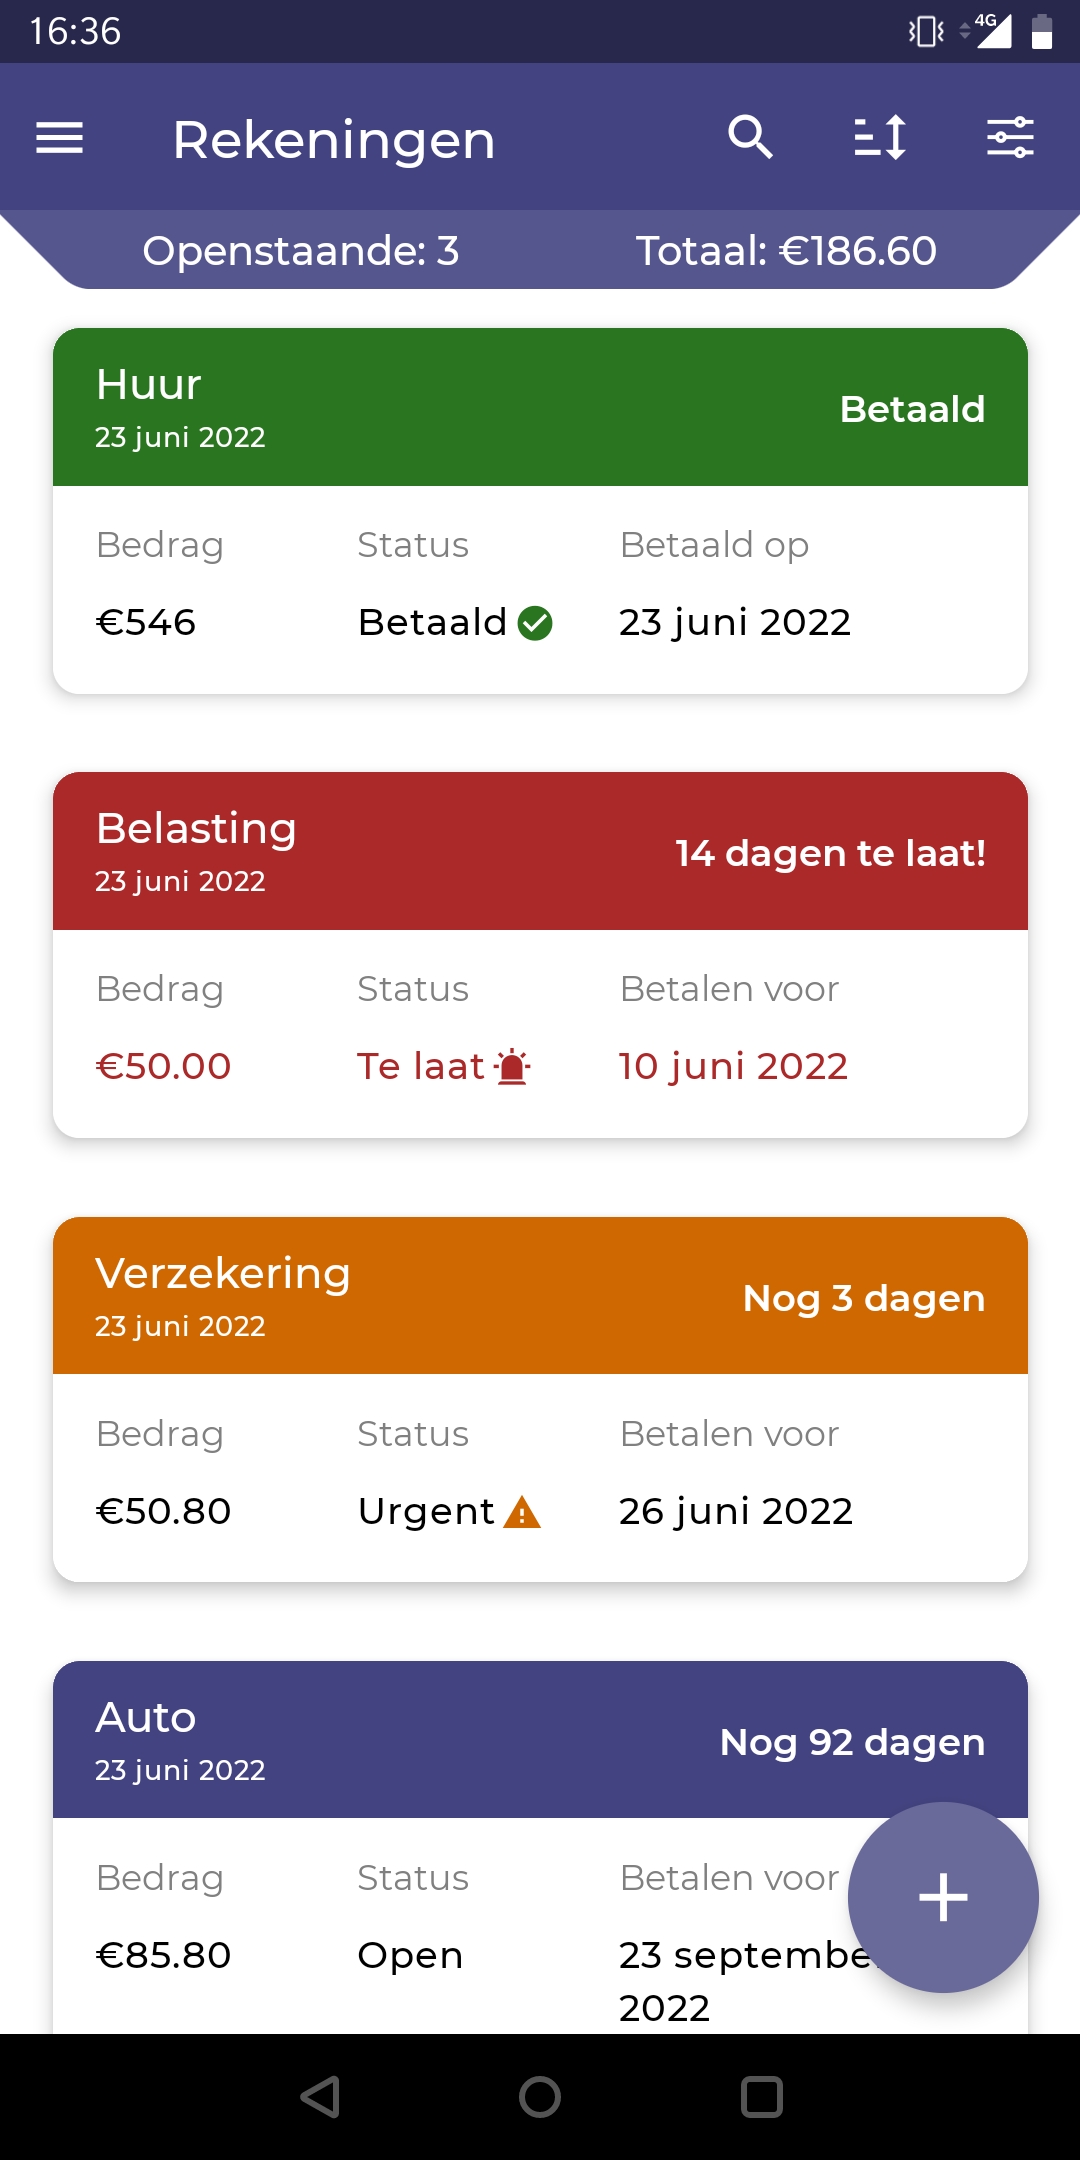 16:36
4G
Rekeningen
Openstaande: 3 Totaal: €186.60
Huur
23 juni 2022
Betaald
Bedrag Status Betaald op
€546 Betaald 23 juni 2022
Belasting
23 juni 2022
14 dagen te laat!
Bedrag Status Betalen voor
€50.00 Te laat 10 juni 2022
Verzekering
23 juni 2022
Nog 3 dagen
Bedrag Status Betalen voor
€50.80 Urgent 26 juni 2022
Auto
23 juni 2022
Nog 92 dagen
Bedrag Status Betalen voor
€85.80 Open 23 september
2022